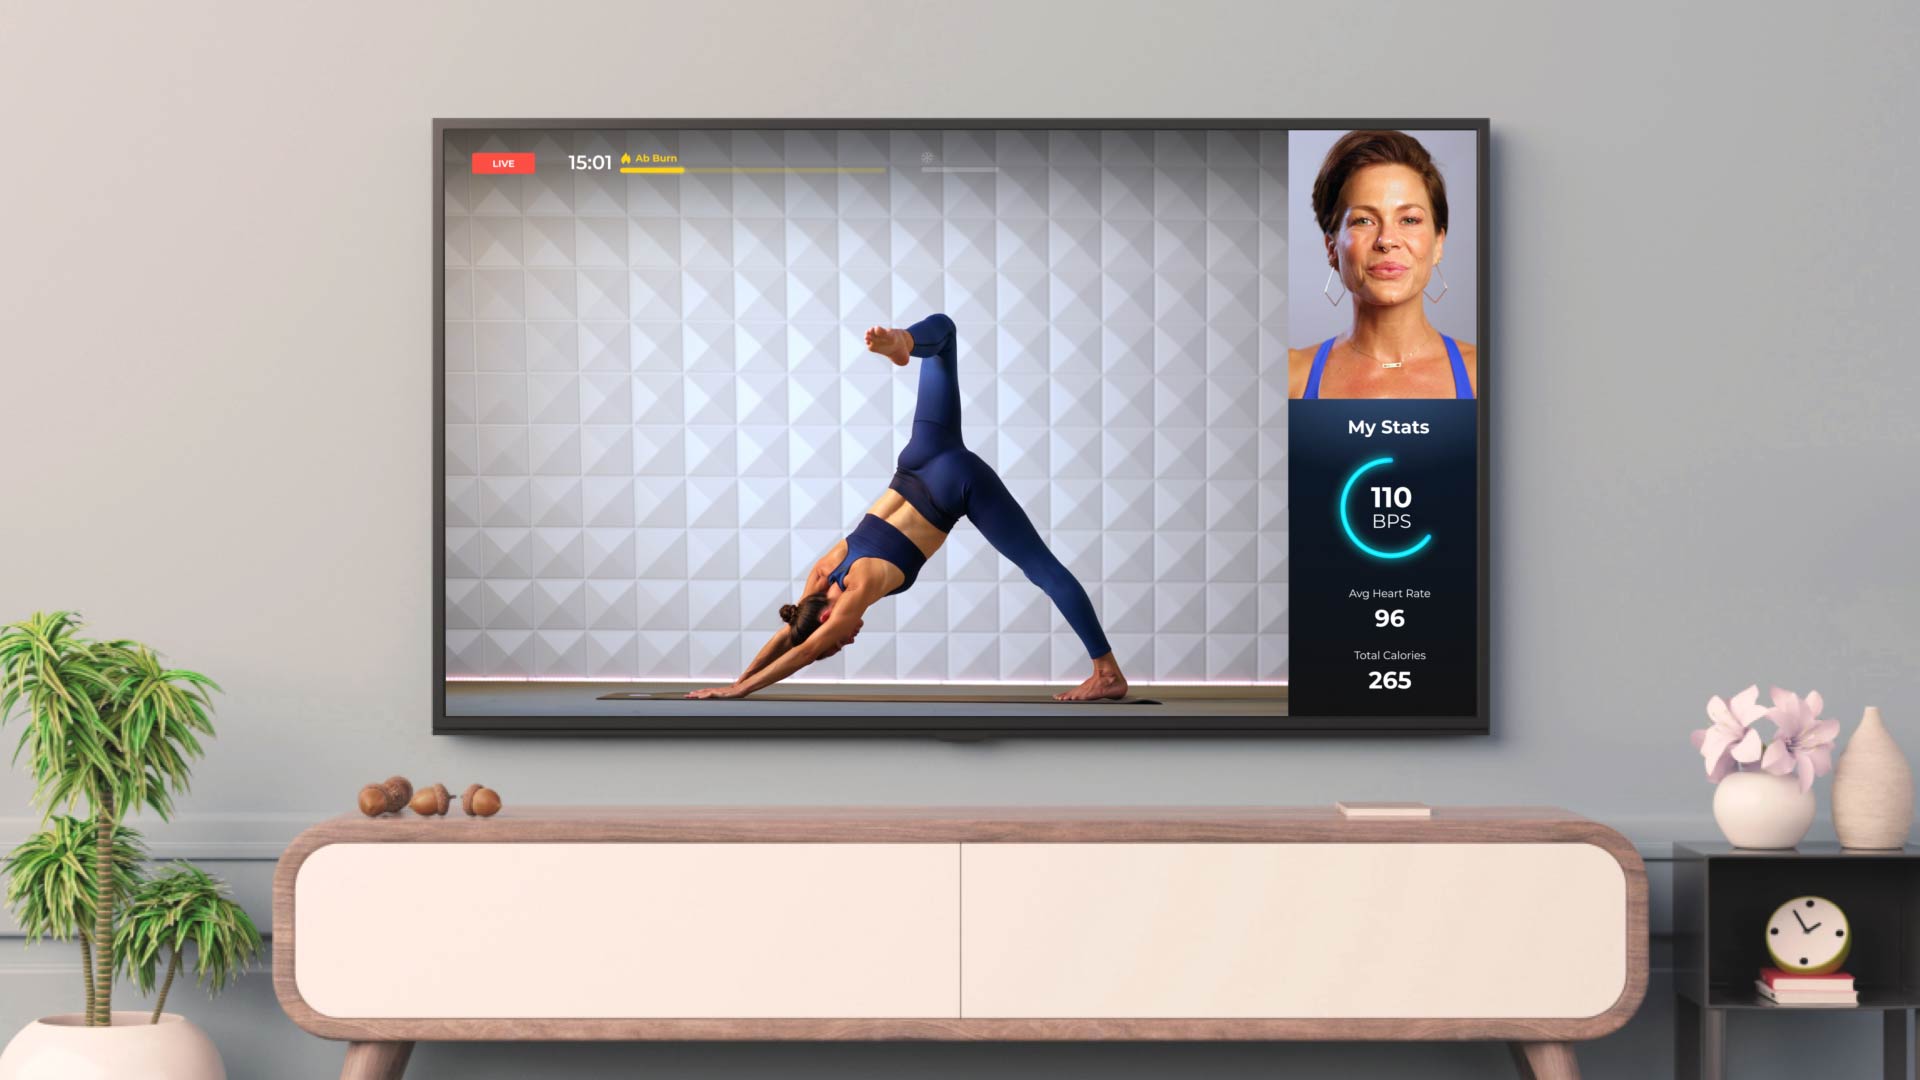 LIVE
15:01
Ab Burn
My Stats
110
BPS
Avg Heart Rate
96
Total Calories
265